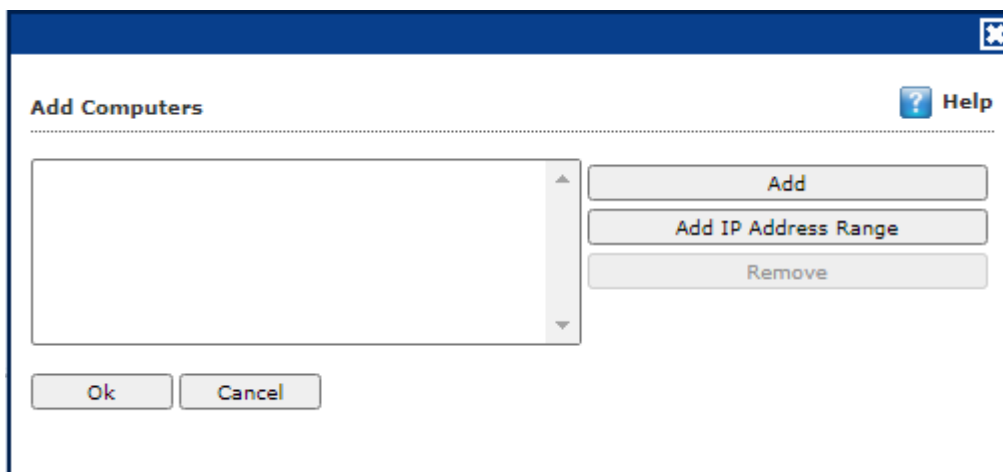 Add Computers
Help
Add
Add IP Address Range
Remove
Ok
Cancel